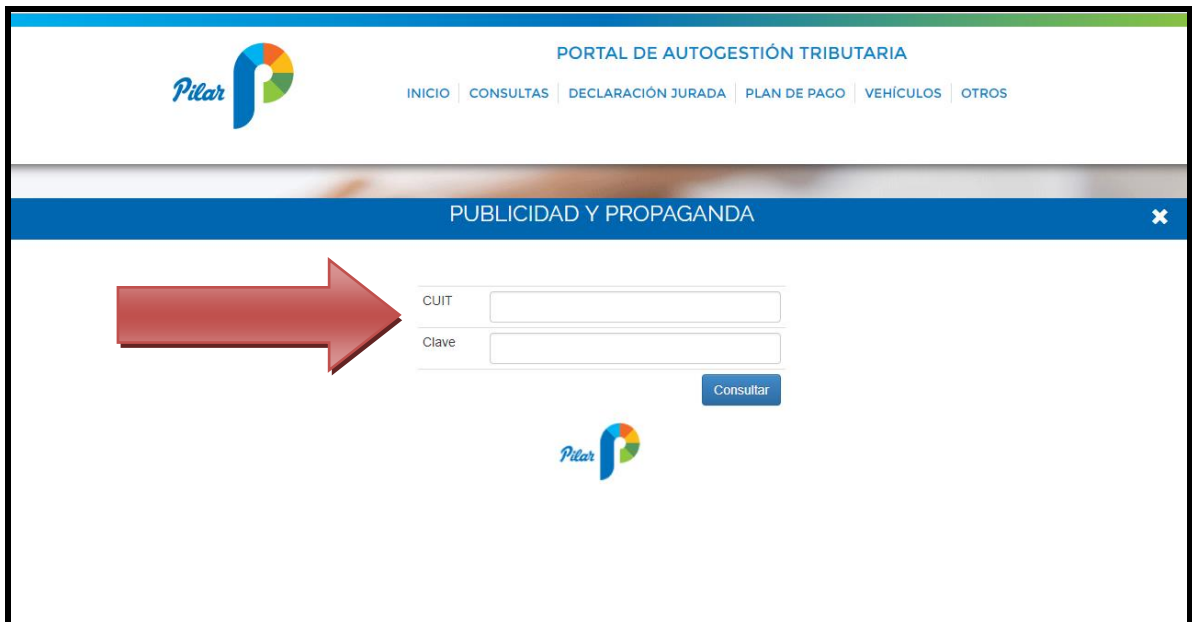 Pilar
PORTAL DE AUTOGESTIÓN TRIBUTARIA
INICIO CONSULTAS DECLARACIÓN JURADA PLAN DE PAGO VEHÍCULOS OTROS
PUBLICIDAD Y PROPAGANDA
CUIT
Clave
Consultar
Pilar